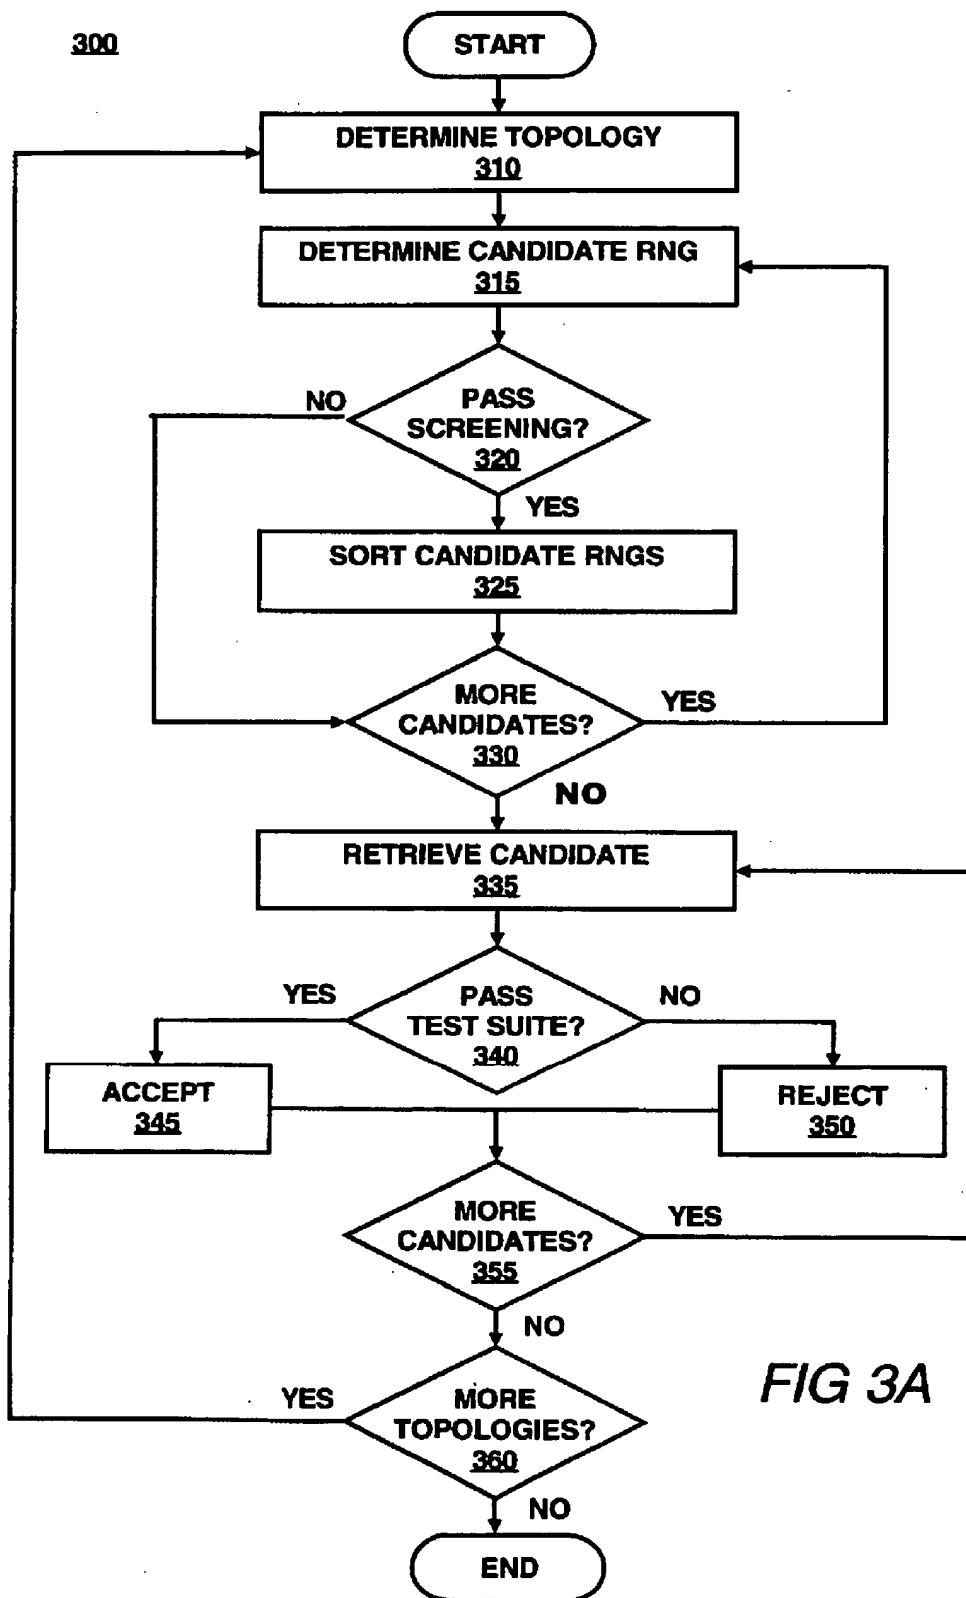 300
START
DETERMINE TOPOLOGY
310
DETERMINE CANDIDATE RNG
315
PASS
SCREENING?
320
NO
YES
SORT CANDIDATE RNGS
325
MORE
CANDIDATES?
330
YES
NO
RETRIEVE CANDIDATE
335
YES
PASS
TEST SUITE?
340
NO
ACCEPT
345
REJECT
350
MORE
CANDIDATES?
355
YES
NO
YES
MORE
TOPOLOGIES?
360
FIG 3A
NO
END